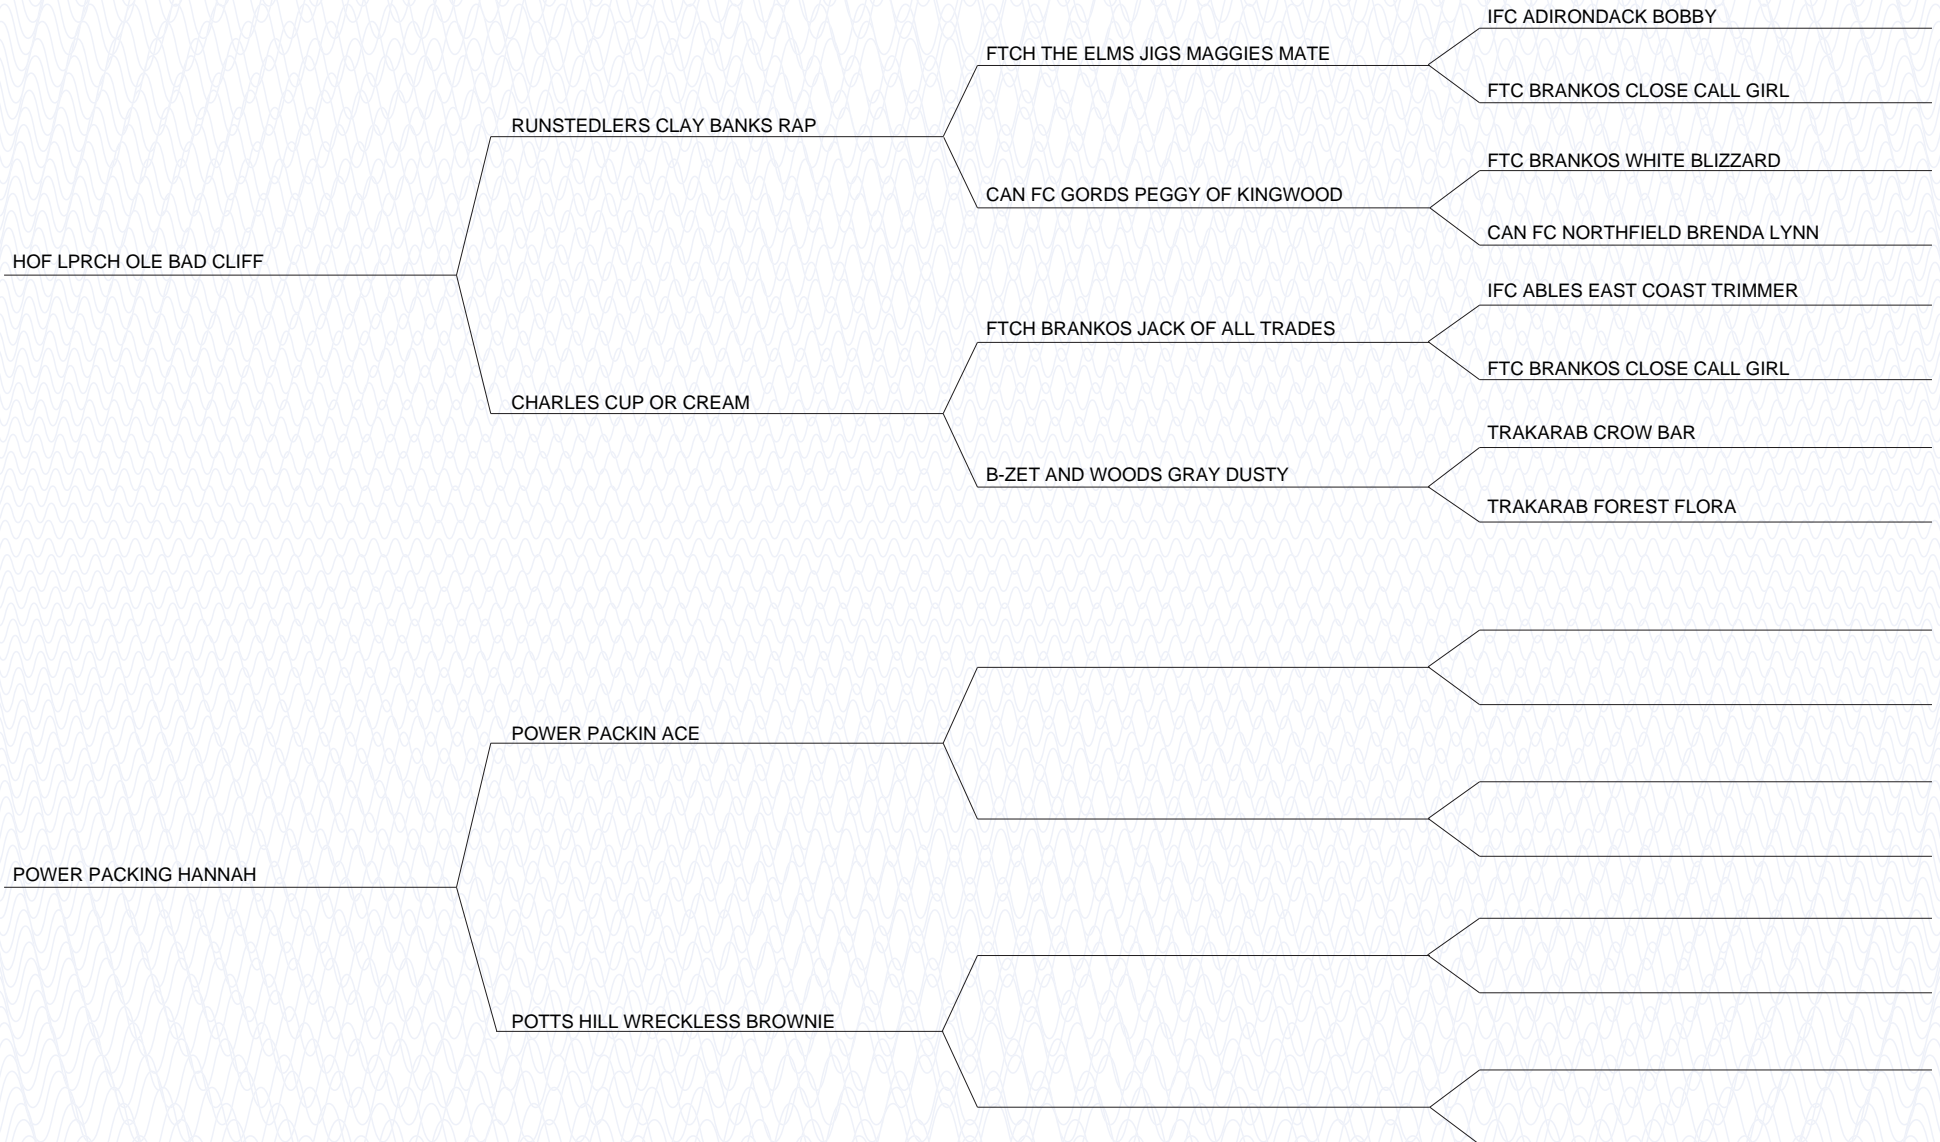 IFC ADIRONDACK BOBBY
FTCH THE ELMS JIGS MAGGIES MATE
FTC BRANKOS CLOSE CALL GIRL
RUNSTEDLERS CLAY BANKS RAP
FTC BRANKOS WHITE BLIZZARD
CAN FC GORDS PEGGY OF KINGWOOD
CAN FC NORTHFIELD BRENDA LYNN
HOF LPRCH OLE BAD CLIFF
IFC ABLES EAST COAST TRIMMER
FTCH BRANKOS JACK OF ALL TRADES
FTC BRANKOS CLOSE CALL GIRL
CHARLES CUP OR CREAM
TRAKARAB CROW BAR
B-ZET AND WOODS GRAY DUSTY
TRAKARAB FOREST FLORA
POWER PACKIN ACE
POWER PACKING HANNAH
POTTS HILL WRECKLESS BROWNIE